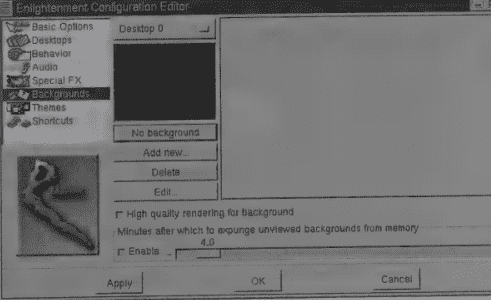 Enlightenment Configuration Editor
Basic Options
Desktops
Behavior
Audio
Special FX
Backgrounds
Themes
Shortcuts
Desktop 0
No background
Add new...
Delete
Edit...
High quality rendering for background
Minutes after which to expunge unviewed backgrounds from memory
Enable
4.0
Apply
OK
Cancel